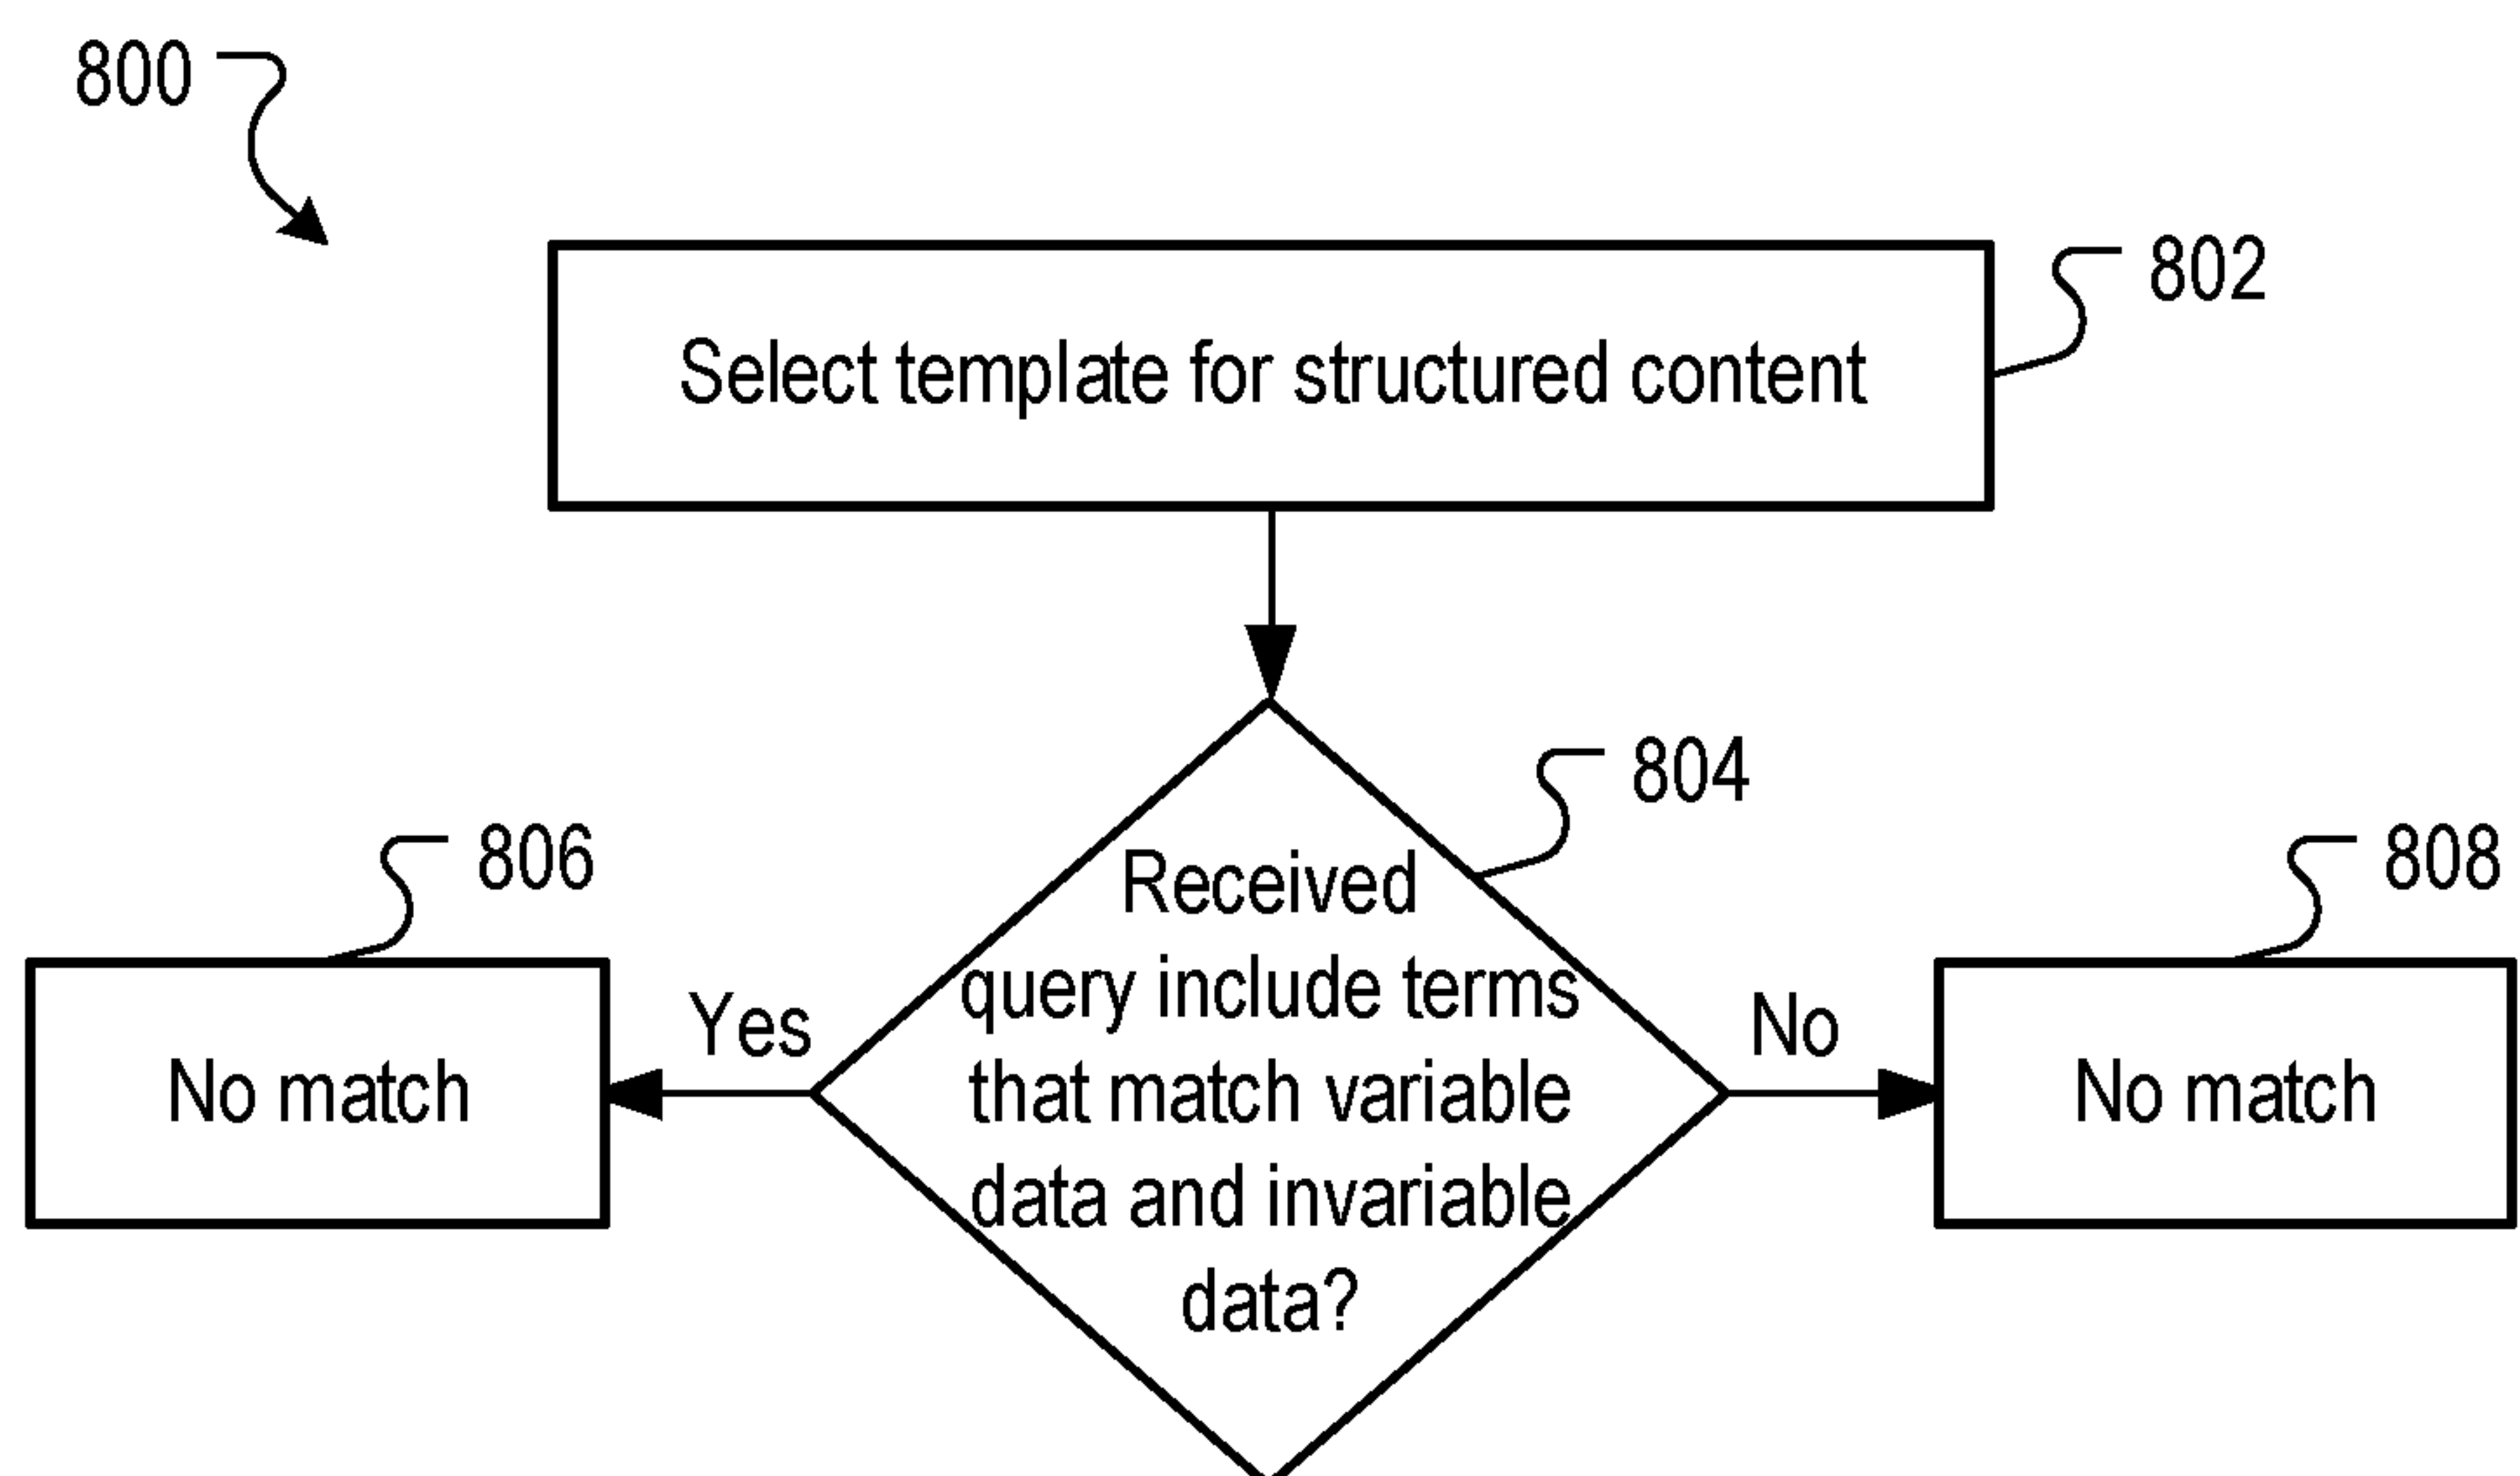 800
802
Select template for structured content
804
806
808
Received
query include terms
that match variable
data and invariable
data?
Yes
No
No match
No match